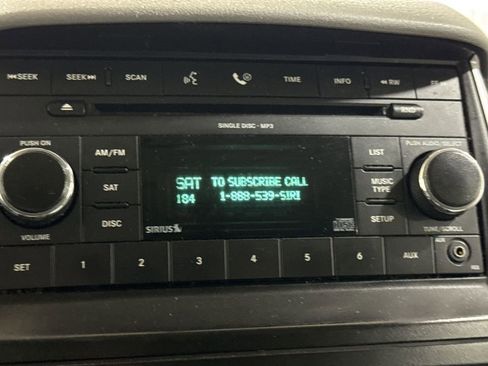 SEEK
SEEK
SCAN
TIME
INFO
RW
SINGLE DISC · MP3
RES
PUSH ON
VOLUME
AM/FM
SAT
DISC
SAT TO SUBSCRIBE CALL
184 1-888-539-SIRI
SIRIUS
LIST
MUSIC TYPE
SETUP
PUSH AUDIO/SELECT
TUNE/SCROLL
SET
1
2
3
4
5
6
AUX
AUX